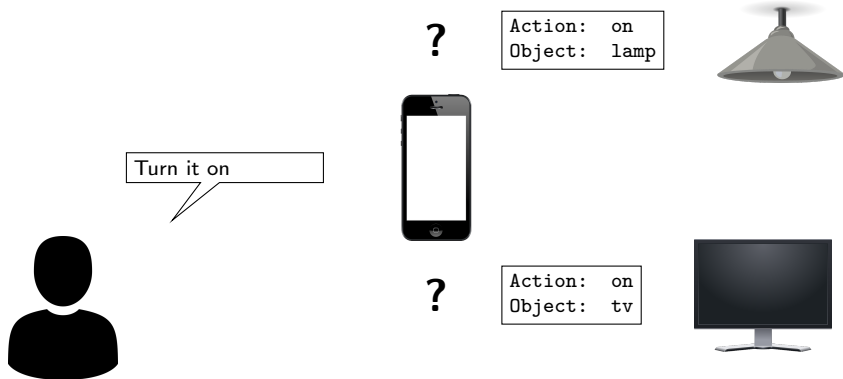 ?
Action: on
Object: lamp
Turn it on
?
Action: on
Object: tv